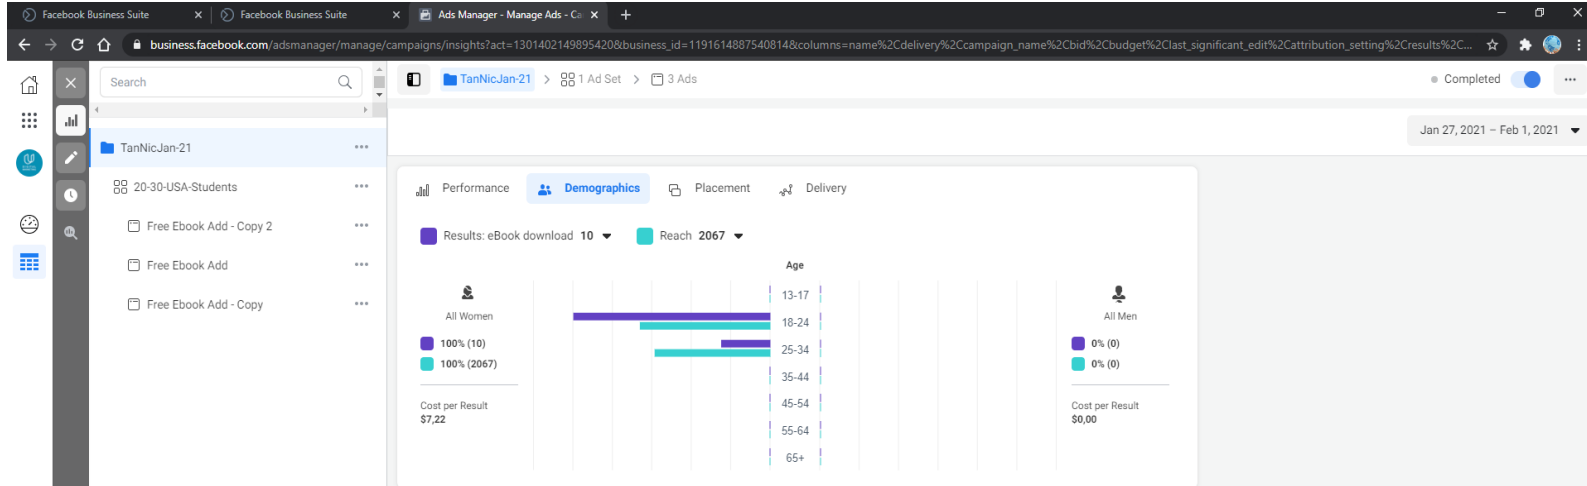 Facebook Business Suite
Facebook Business Suite
Ads Manager - Manage Ads - Ca
business.facebook.com/adsmanager/manage/campaigns/insights?act=1301402149895420&business_id=1191614887540814&columns=name%2Cdelivery%2Ccampaign_name%2Cbid%2Cbudget%2Clast_significant_edit%2Cattribution_setting%2Cresults%2C...
Search
TanNicJan-21 > 1 Ad Set > 3 Ads
Completed
Jan 27, 2021 – Feb 1, 2021
TanNicJan-21
20-30-USA-Students
Free Ebook Add - Copy 2
Free Ebook Add
Free Ebook Add - Copy
Performance
Demographics
Placement
Delivery
Results: eBook download 10
Reach 2067
Age
13-17
18-24
25-34
35-44
45-54
55-64
65+
All Women
100% (10)
100% (2067)
Cost per Result
$7,22
All Men
0% (0)
0% (0)
Cost per Result
$0,00